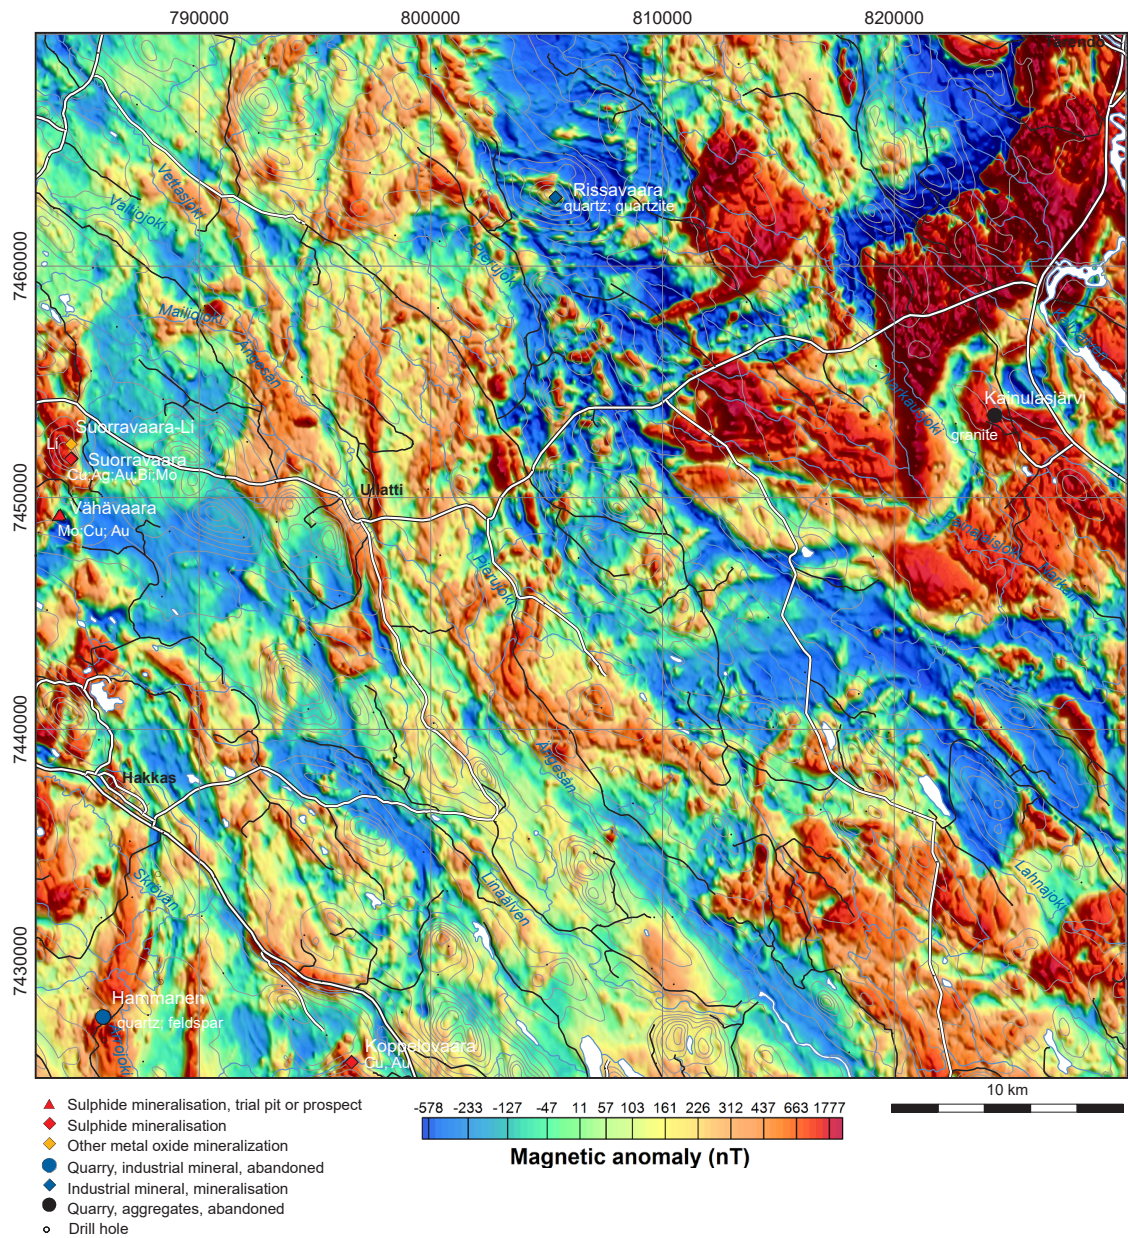 790000 800000 810000 820000
7460000
7450000
7440000
7430000
Vettasjoki
Valtiojoki
Pierujoki
Rissavaara
quartz; quartzite
Mailiojoki
Ängesån
Kainulasjärvi
granite
Suorravaara-Li
Li
Suorravaara
Cu;Ag;Au;Bi;Mo
Ullatti
Vähävaara
Mo;Cu; Au
Pierujoki
Ängesån
Hakkas
Skrövån
Linaälven
Lahnajoki
Hammanen
quartz; feldspar
Koppelovaara
Cu; Au
10 km
Sulphide mineralisation, trial pit or prospect
Sulphide mineralisation
Other metal oxide mineralization
Quarry, industrial mineral, abandoned
Industrial mineral, mineralisation
Quarry, aggregates, abandoned
Drill hole
-578 -233 -127 -47 11 57 103 161 226 312 437 663 1777
Magnetic anomaly (nT)